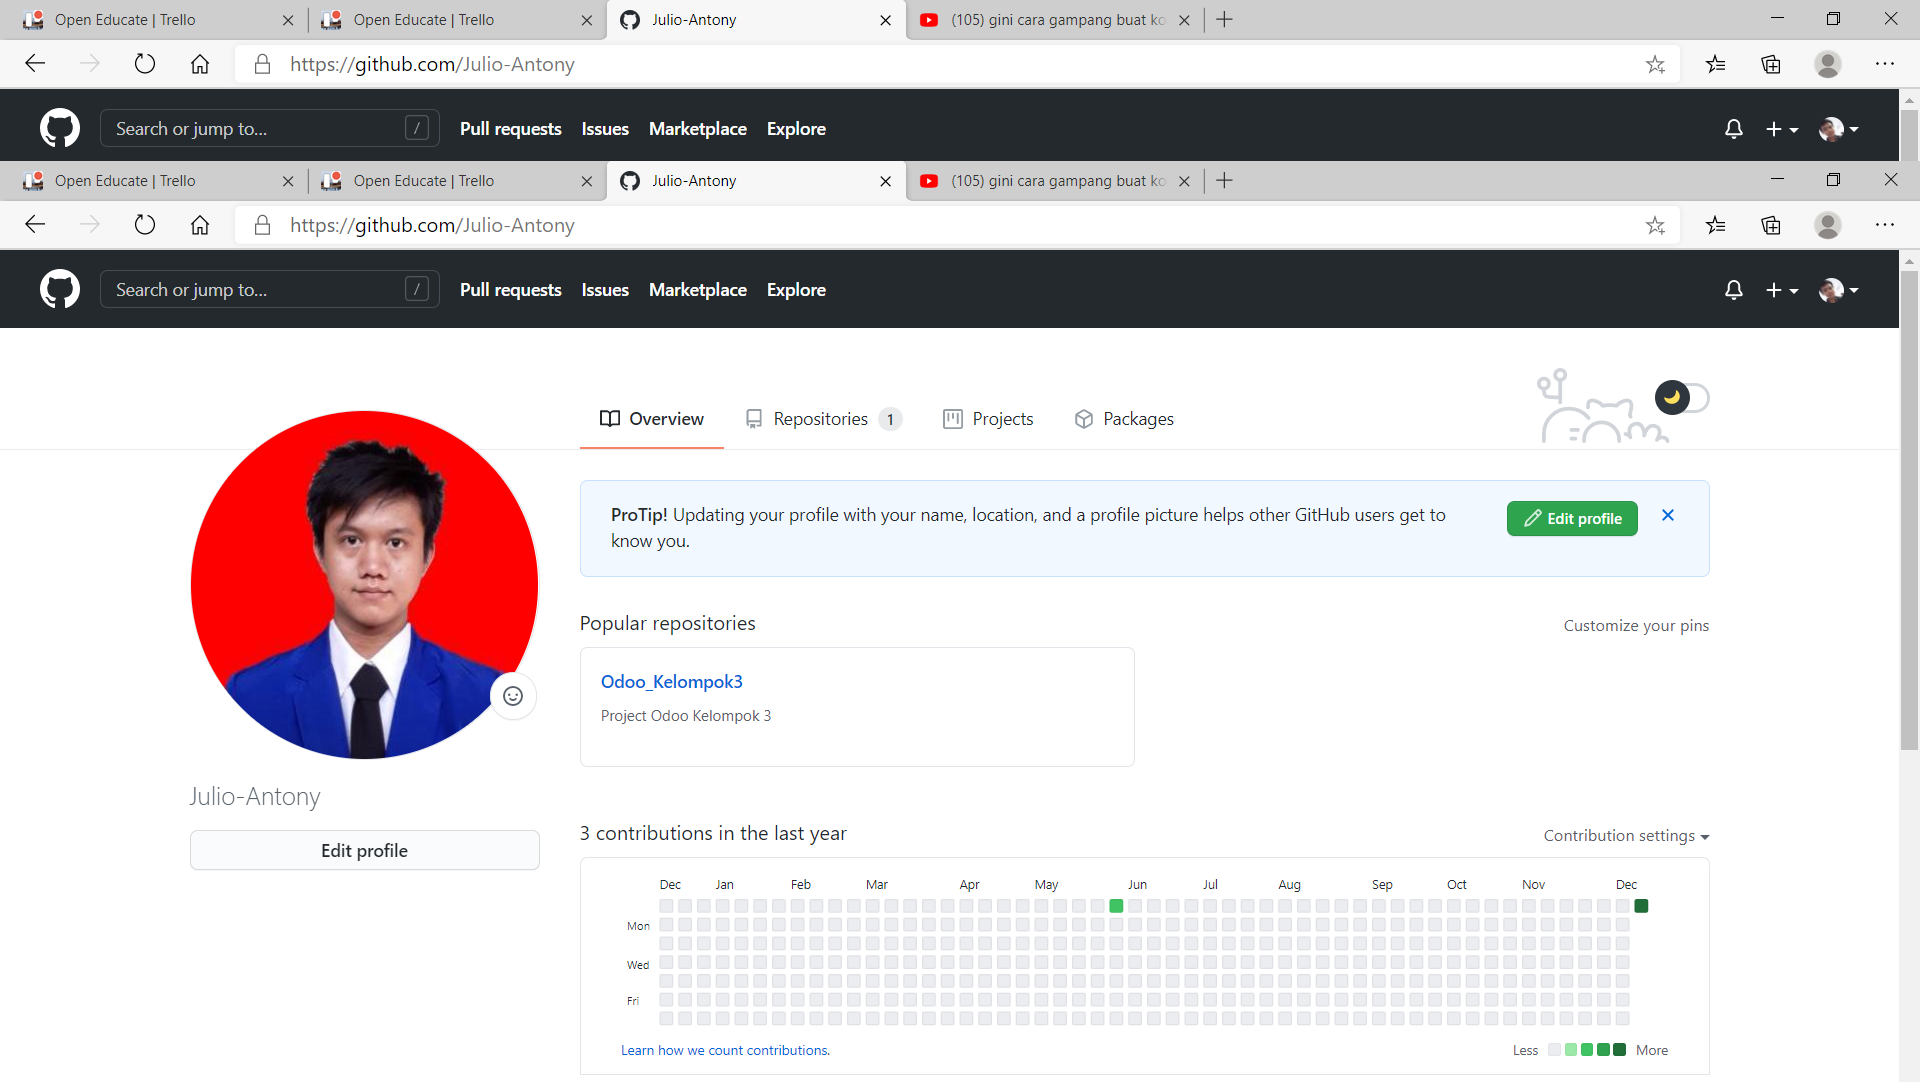 Open Educate | Trello
Open Educate | Trello
Julio-Antony
(105) gini cara gampang buat ko
https://github.com/Julio-Antony
Search or jump to...
/
Pull requests
Issues
Marketplace
Explore
Open Educate | Trello
Open Educate | Trello
Julio-Antony
(105) gini cara gampang buat ko
https://github.com/Julio-Antony
Search or jump to...
/
Pull requests
Issues
Marketplace
Explore
Overview
Repositories 1
Projects
Packages
ProTip! Updating your profile with your name, location, and a profile picture helps other GitHub users get to
know you.
Edit profile
Popular repositories
Customize your pins
Odoo_Kelompok3
Project Odoo Kelompok 3
Julio-Antony
Edit profile
3 contributions in the last year
Contribution settings
Dec Jan Feb Mar Apr May Jun Jul Aug Sep Oct Nov Dec
Mon
Wed
Fri
Learn how we count contributions.
Less
More